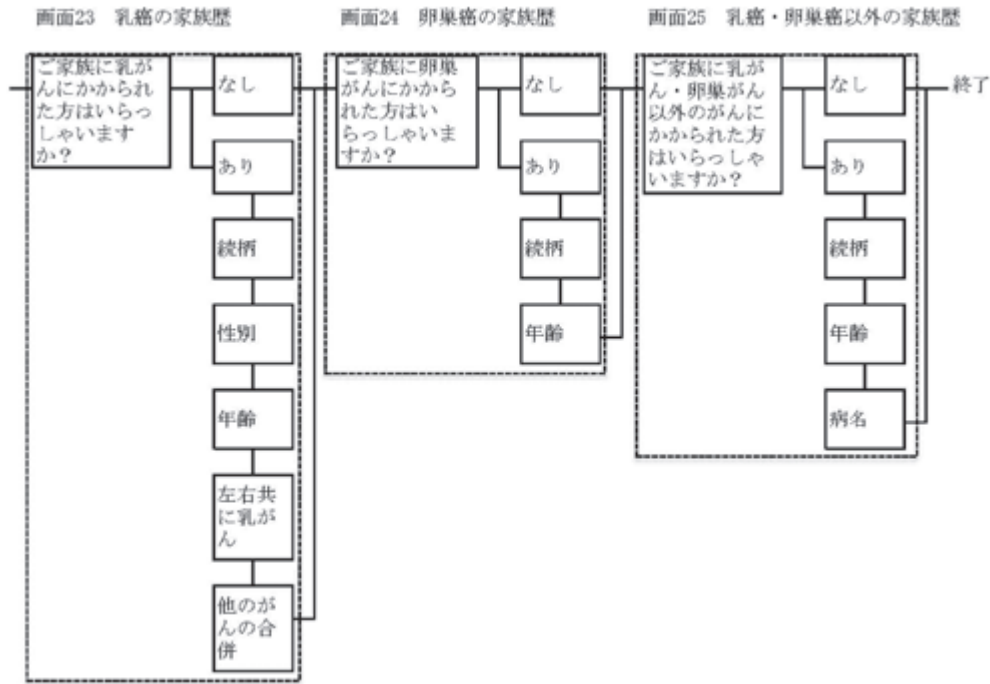 画面23　乳癌の家族歴
ご家族に乳が
んにかかられ
た方はいらっ
しゃいます
か？
なし
あり
続柄
性別
年齢
左右共
に乳がん
ん
他のが
んの合
併
画面24　卵巣癌の家族歴
ご家族に卵巣
がんにかから
れた方はい
らっしゃいま
すか？
なし
あり
続柄
年齢
画面25　乳癌・卵巣癌以外の家族歴
ご家族に乳が
ん・卵巣がん
以外のがんに
かかられた方
はいらっしゃ
いますか？
なし
あり
続柄
年齢
病名
終了